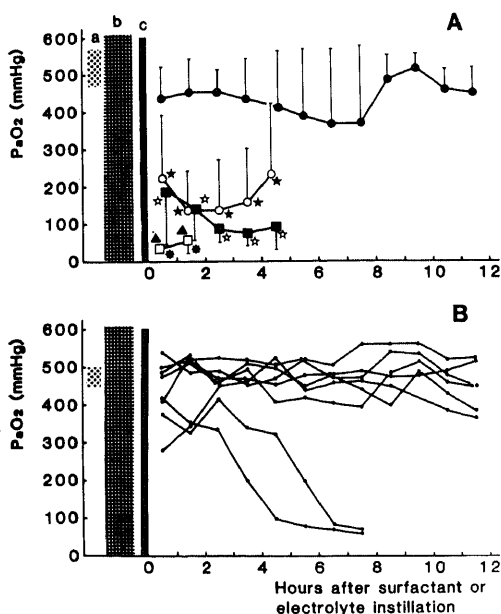 A
b
a c
PaO2 (mmHg)
600
500
400
300
200
100
0
0 2 4 6 8 10 12
B
b
a c
PaO2 (mmHg)
600
500
400
300
200
100
0
0 2 4 6 8 10 12
Hours after surfactant or
electrolyte instillation